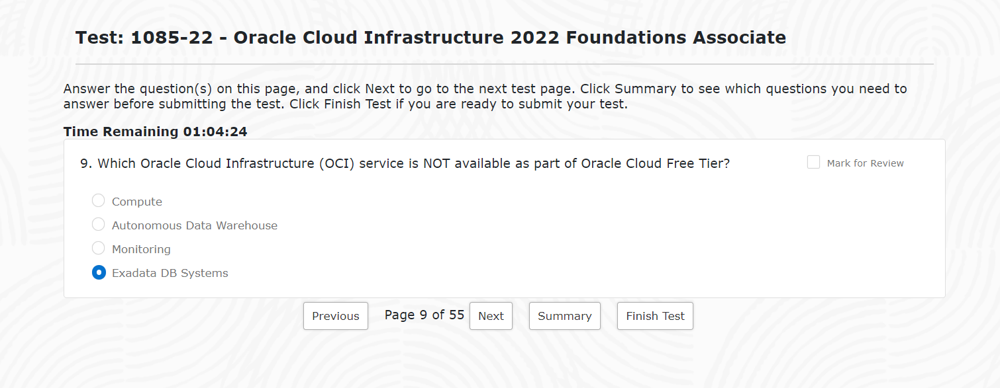 Test: 1085-22 - Oracle Cloud Infrastructure 2022 Foundations Associate
Answer the question(s) on this page, and click Next to go to the next test page. Click Summary to see which questions you need to
answer before submitting the test. Click Finish Test if you are ready to submit your test.
Time Remaining 01:04:24
9. Which Oracle Cloud Infrastructure (OCI) service is NOT available as part of Oracle Cloud Free Tier?
Mark for Review
Compute
Autonomous Data Warehouse
Monitoring
Exadata DB Systems
Previous Page 9 of 55 Next Summary Finish Test